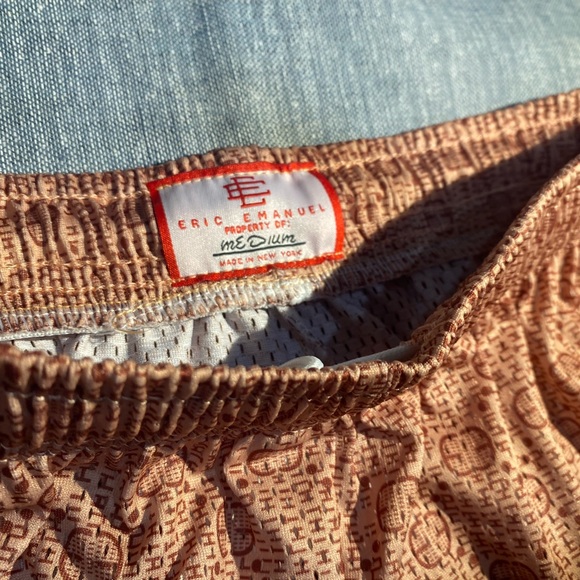 EE
ERIC EMANUEL
PROPERTY OF:
mEDIUm
MADE IN NEW YORK